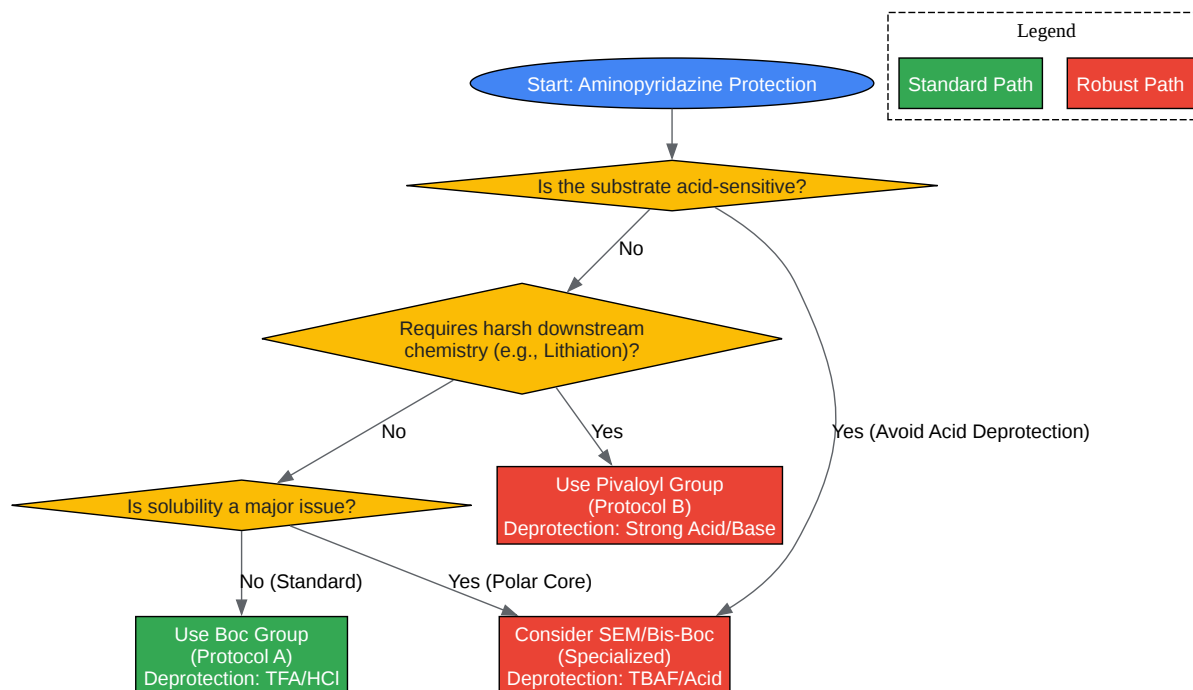 Legend
Standard Path
Robust Path
Start: Aminopyridazine Protection
Is the substrate acid-sensitive?
No
Requires harsh downstream
chemistry (e.g., Lithiation)?
Yes (Avoid Acid Deprotection)
No
Yes
Is solubility a major issue?
Use Pivaloyl Group
(Protocol B)
Deprotection: Strong Acid/Base
No (Standard)
Yes (Polar Core)
Use Boc Group
(Protocol A)
Deprotection: TFA/HCl
Consider SEM/Bis-Boc
(Specialized)
Deprotection: TBAF/Acid